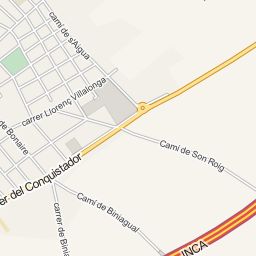 camí de s'Aigua
carrer Llorenç Villalonga
de Bonaire
Camí de Son Roig
er del Conquistador
Camí de Biniagual
carrer de Binia
INCA